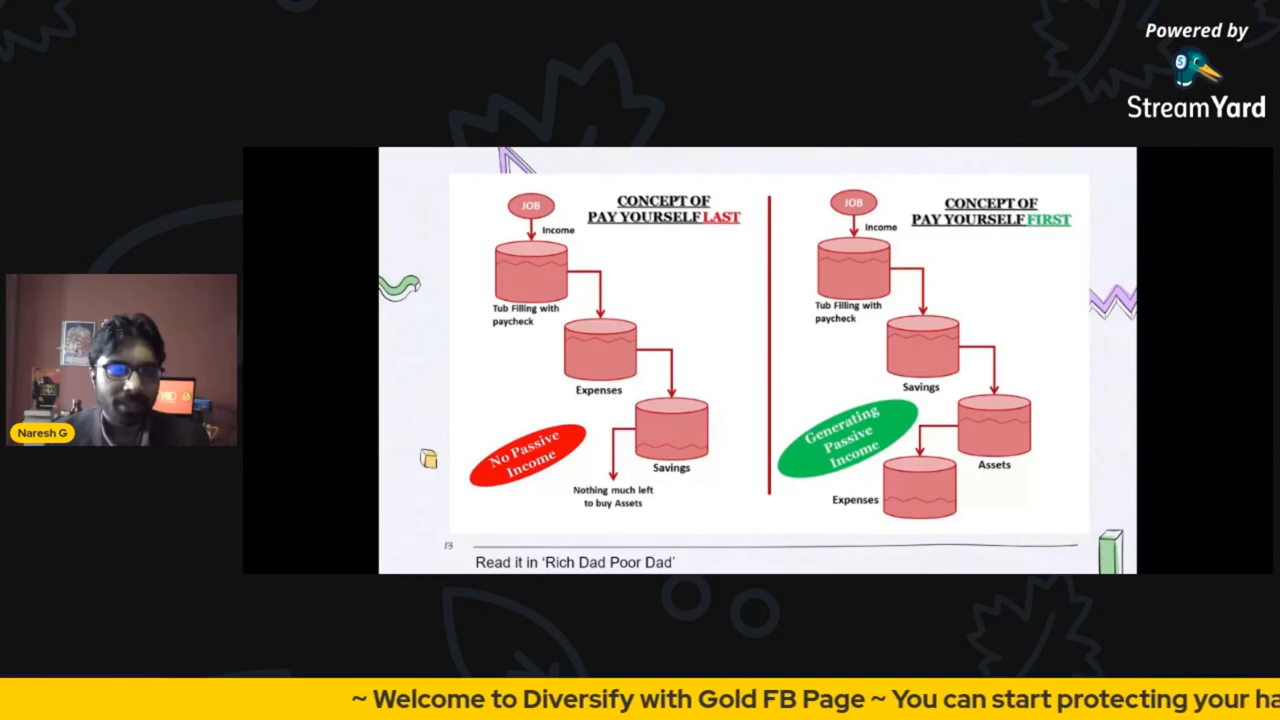 Powered by
StreamYard
JOB
CONCEPT OF
PAY YOURSELF LAST
Income
Tub Filling with
paycheck
Expenses
Savings
No Passive
Income
Nothing much left
to buy Assets
JOB
CONCEPT OF
PAY YOURSELF FIRST
Income
Tub Filling with
paycheck
Savings
Assets
Generating
Passive
Income
Expenses
13
Read it in ‘Rich Dad Poor Dad’
Naresh G
~ Welcome to Diversify with Gold FB Page ~ You can start protecting your ha